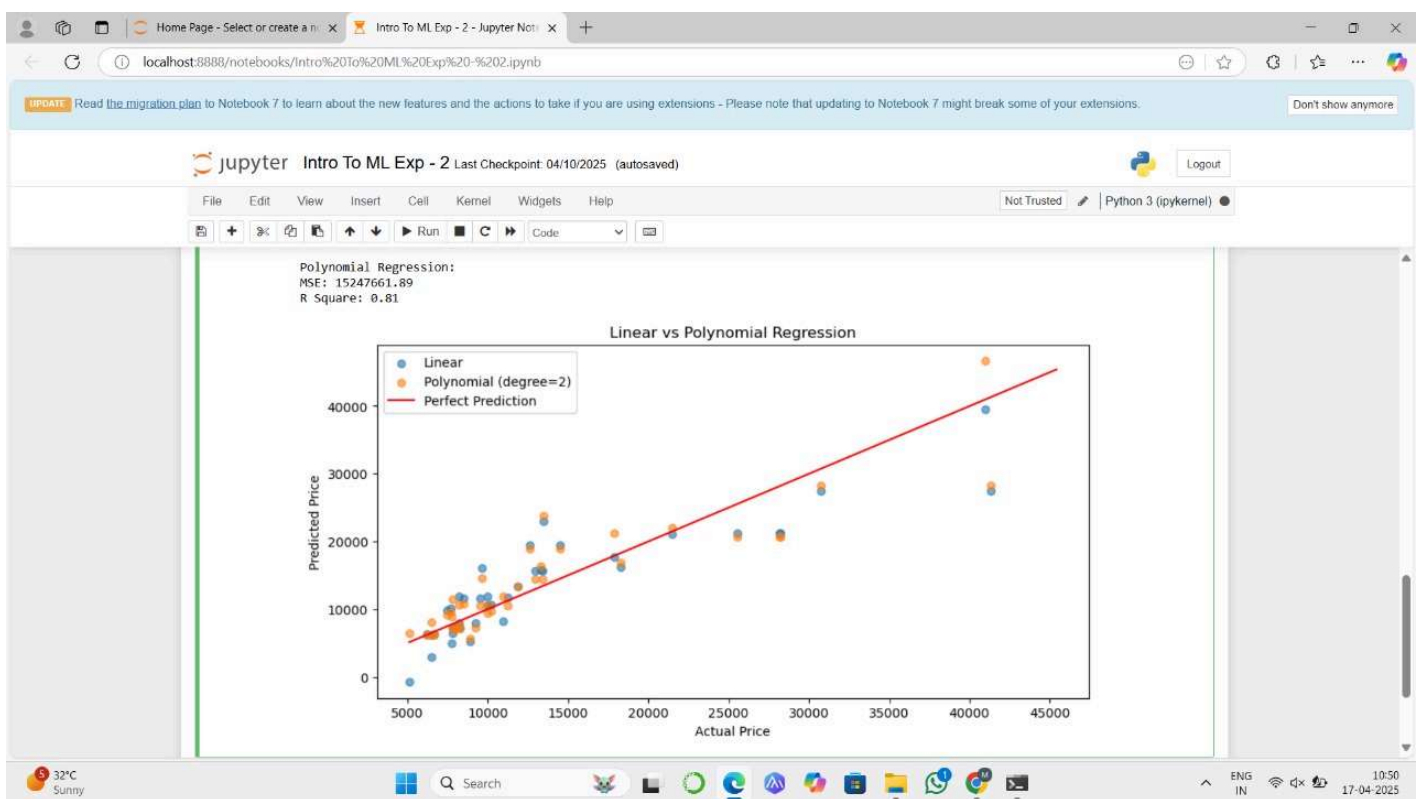 Home Page - Select or create a n
Intro To ML Exp - 2 - Jupyter Not
localhost:8888/notebooks/Intro%20To%20ML%20Exp%20-%202.ipynb
UPDATE Read the migration plan to Notebook 7 to learn about the new features and the actions to take if you are using extensions - Please note that updating to Notebook 7 might break some of your extensions. Don't show anymore
jupyter Intro To ML Exp - 2 Last Checkpoint: 04/10/2025 (autosaved) Logout
File Edit View Insert Cell Kernel Widgets Help Not Trusted Python 3 (ipykernel)
Run Code
Polynomial Regression:
MSE: 15247661.89
R Square: 0.81
Linear vs Polynomial Regression
Linear
Polynomial (degree=2)
Perfect Prediction
40000
30000
20000
10000
0
Predicted Price
5000 10000 15000 20000 25000 30000 35000 40000 45000
Actual Price
5 32°C
Sunny
Search
1
M
ENG
IN
10:50
17-04-2025